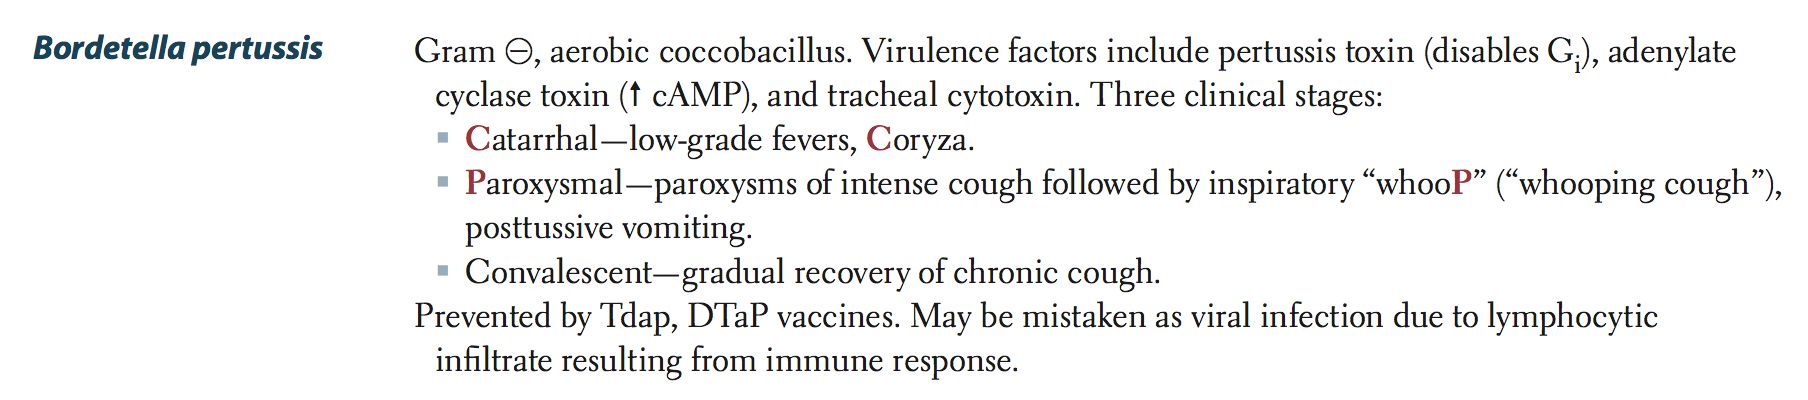 Bordetella pertussis
Gram ⊖, aerobic coccobacillus. Virulence factors include pertussis toxin (disables Gᵢ), adenylate
cyclase toxin (↑ cAMP), and tracheal cytotoxin. Three clinical stages:
▪ Catarrhal—low-grade fevers, Coryza.
▪ Paroxysmal—paroxysms of intense cough followed by inspiratory “whooP” (“whooping cough”),
posttussive vomiting.
▪ Convalescent—gradual recovery of chronic cough.
Prevented by Tdap, DTaP vaccines. May be mistaken as viral infection due to lymphocytic
infiltrate resulting from immune response.